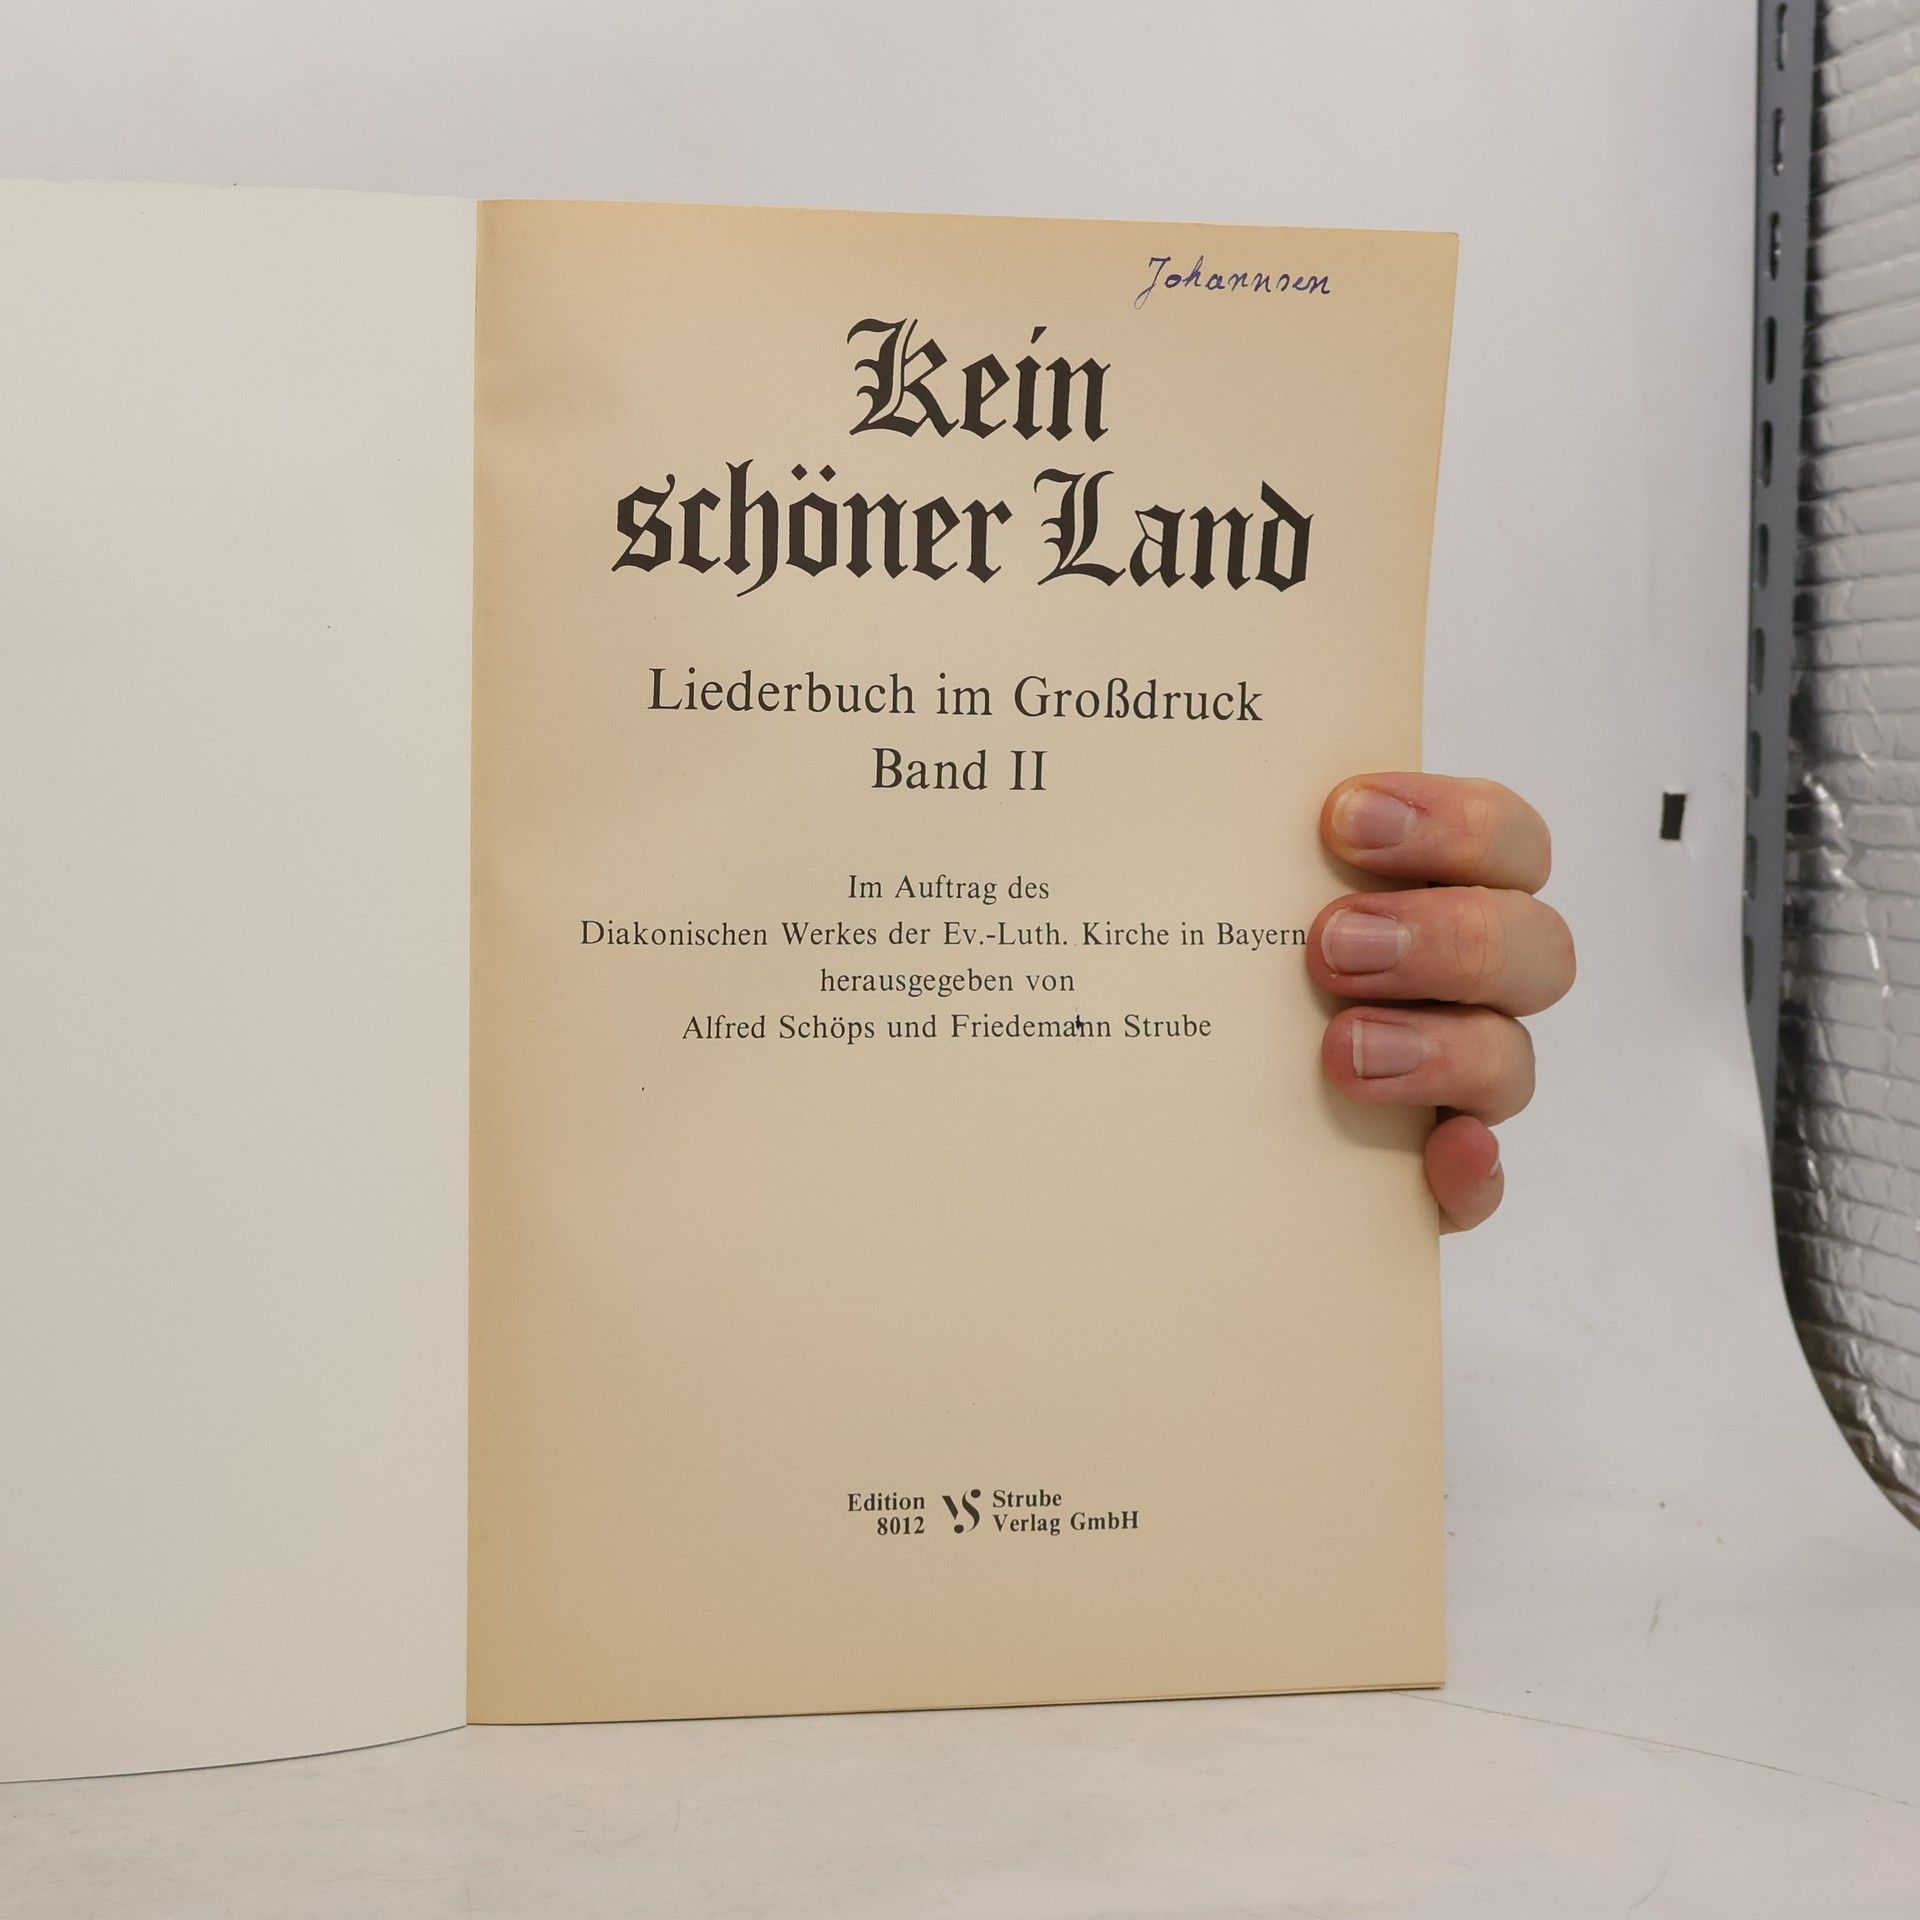 Johannsen
Kein
schöner Land
Liederbuch im Großdruck
Band II
Im Auftrag des
Diakonischen Werkes der Ev.-Luth. Kirche in Bayern
herausgegeben von
Alfred Schöps und Friedemann Strube
Edition
8012
Strube
Verlag GmbH